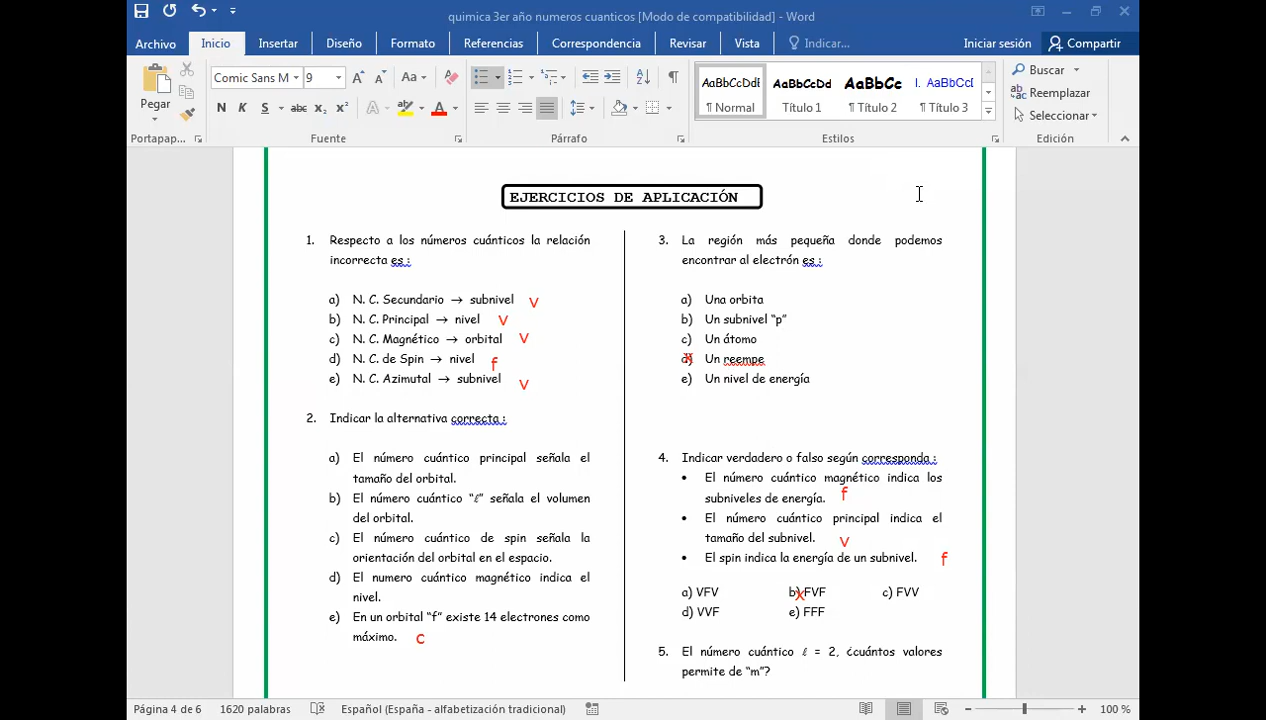 quimica 3er año numeros cuanticos [Modo de compatibilidad] - Word
Archivo Inicio Insertar Diseño Formato Referencias Correspondencia Revisar Vista Indicar... Iniciar sesión Compartir
Pegar
Comic Sans M 9 Aa
N K S abc x₂ x² A A
AaBbCcDdE AaBbCcDd AaBbCc I. AaBbCcD
¶ Normal ¶ Título 1 ¶ Título 2 ¶ Título 3
Buscar
Reemplazar
Seleccionar
Portapap... Fuente Párrafo Estilos Edición
EJERCICIOS DE APLICACIÓN
1. Respecto a los números cuánticos la relación
incorrecta es :
a) N. C. Secundario → subnivel V
b) N. C. Principal → nivel V
c) N. C. Magnético → orbital V
d) N. C. de Spin → nivel f
e) N. C. Azimutal → subnivel V
2. Indicar la alternativa correcta :
a) El número cuántico principal señala el
tamaño del orbital.
b) El número cuántico “ℓ” señala el volumen
del orbital.
c) El número cuántico de spin señala la
orientación del orbital en el espacio.
d) El numero cuántico magnético indica el
nivel.
e) En un orbital “f” existe 14 electrones como
máximo. C
3. La región más pequeña donde podemos
encontrar al electrón es :
a) Una orbita
b) Un subnivel “p”
c) Un átomo
d) Un reempe
x
e) Un nivel de energía
4. Indicar verdadero o falso según corresponda :
• El número cuántico magnético indica los
subniveles de energía. f
• El número cuántico principal indica el
tamaño del subnivel. V
• El spin indica la energía de un subnivel. f
a) VFV b) FVF c) FVV
x
d) VVF e) FFF
5. El número cuántico ℓ = 2, ¿cuántos valores
permite de “m”?
Página 4 de 6 1620 palabras Español (España - alfabetización tradicional) 100 %